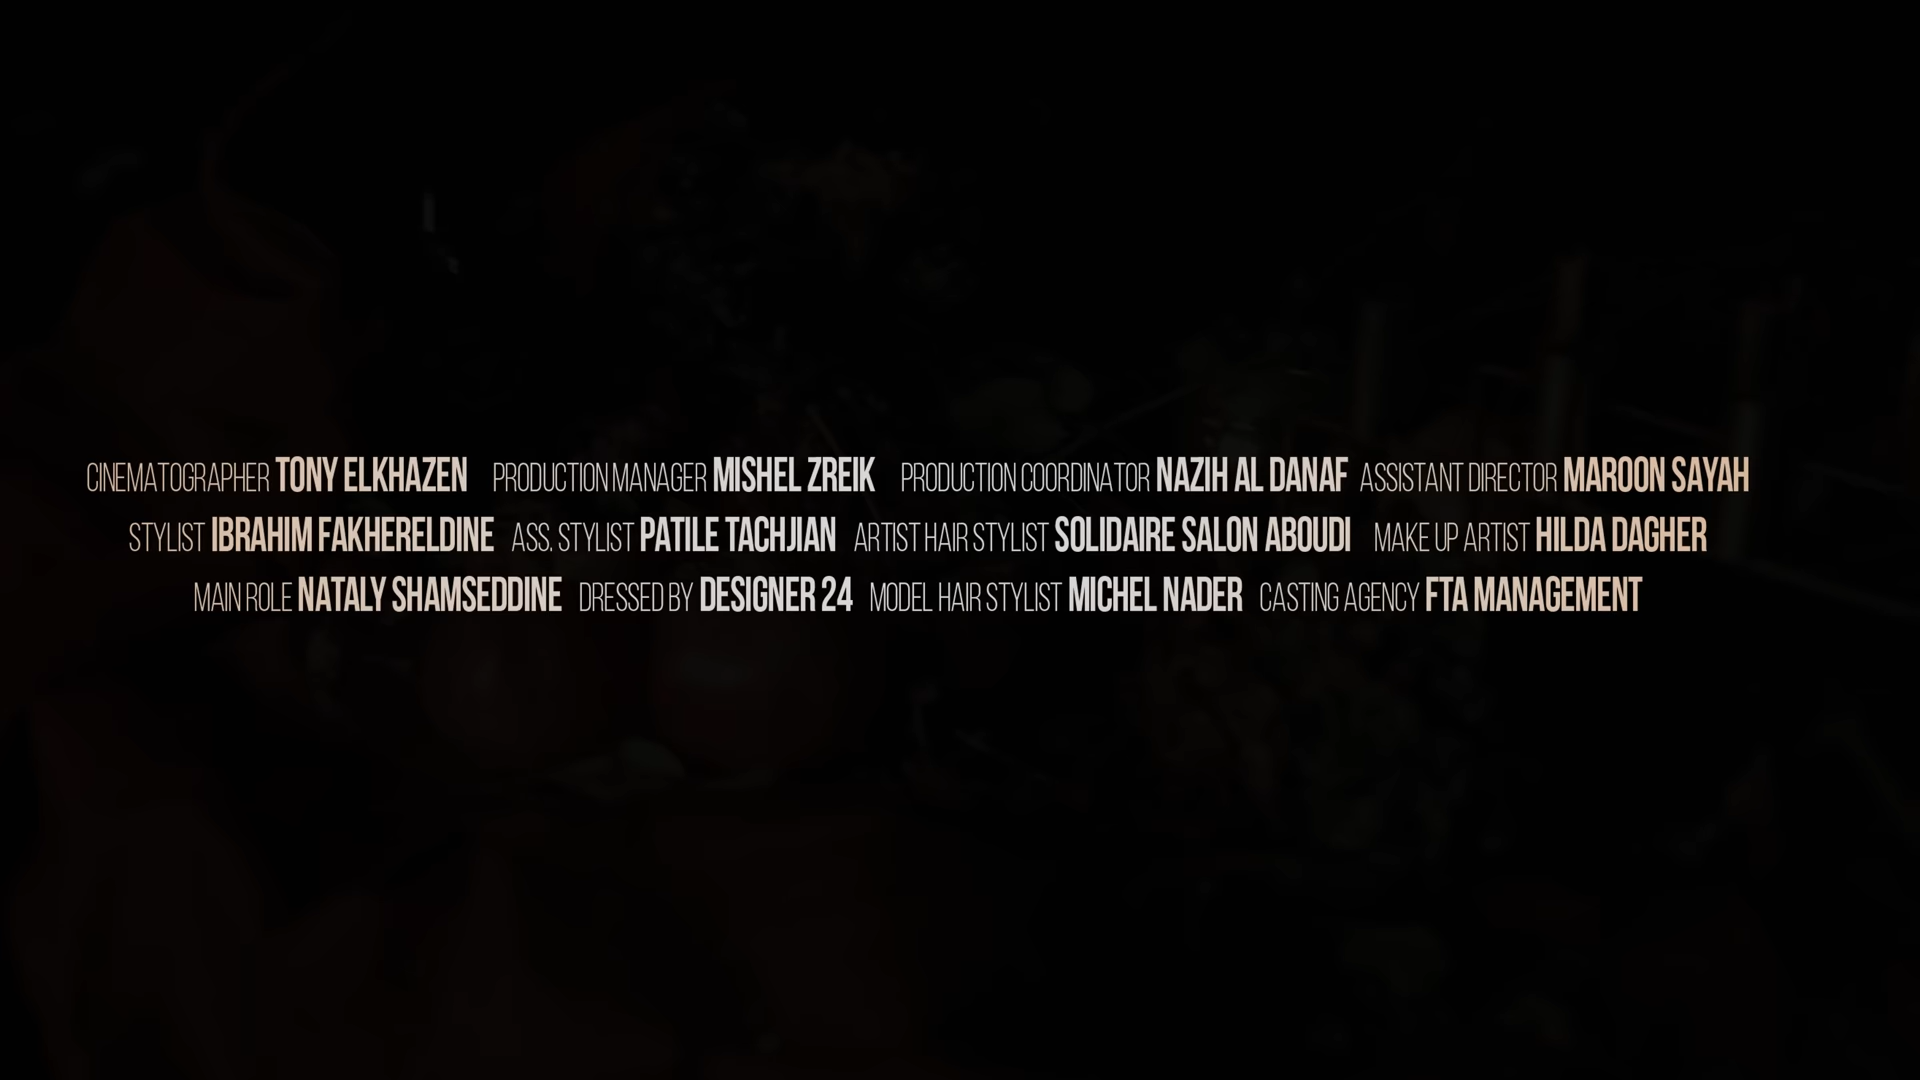 CINEMATOGRAPHER TONY ELKHAZEN PRODUCTION MANAGER MISHEL ZREIK PRODUCTION COORDINATOR NAZIH AL DANAF ASSISTANT DIRECTOR MAROON SAYAH
STYLIST IBRAHIM FAKHERELDINE ASS. STYLIST PATILE TACHJIAN ARTIST HAIR STYLIST SOLIDAIRE SALON ABOUDI MAKE UP ARTIST HILDA DAGHER
MAIN ROLE NATALY SHAMSEDDINE DRESSED BY DESIGNER 24 MODEL HAIR STYLIST MICHEL NADER CASTING AGENCY FTA MANAGEMENT